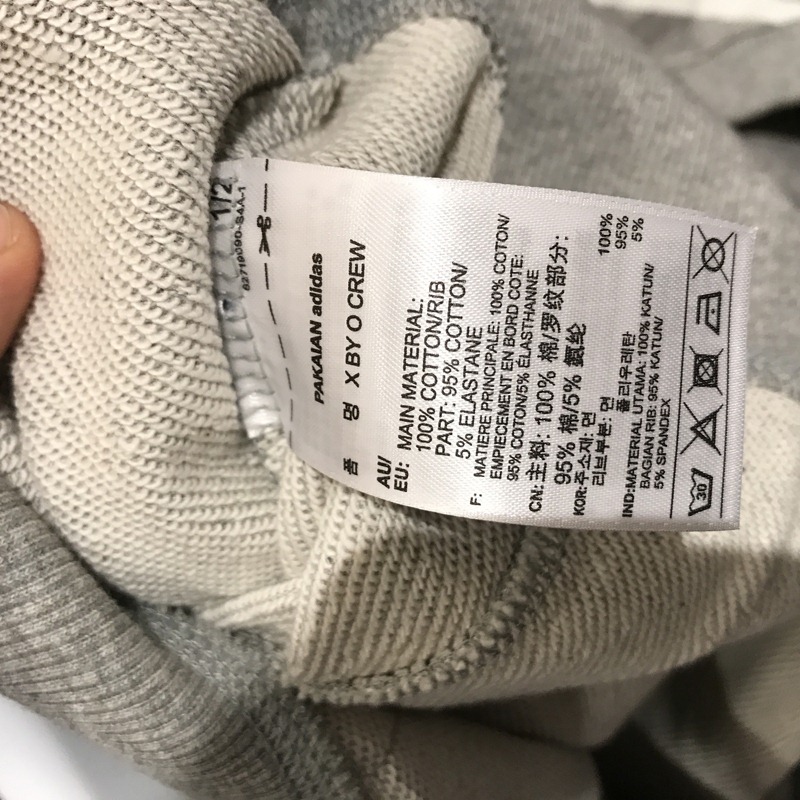 1/2
62719090-S4A-1
PAKAIAN adidas
품 명 X BY O CREW
AU/
EU: MAIN MATERIAL:
100% COTTON/RIB
PART: 95% COTTON/
5% ELASTANE
F: MATIERE PRINCIPALE: 100% COTON/
EMPIECEMENT EN BORD COTE:
95% COTON/5% ELASTHANNE
CN:主料: 100% 棉/罗纹部分:
95% 棉/5% 氨纶
KOR:주소재: 면 100%
리브부분: 면 95%
폴리우레탄 5%
IND:MATERIAL UTAMA: 100% KATUN/
BAGIAN RIB: 95% KATUN/
5% SPANDEX
30